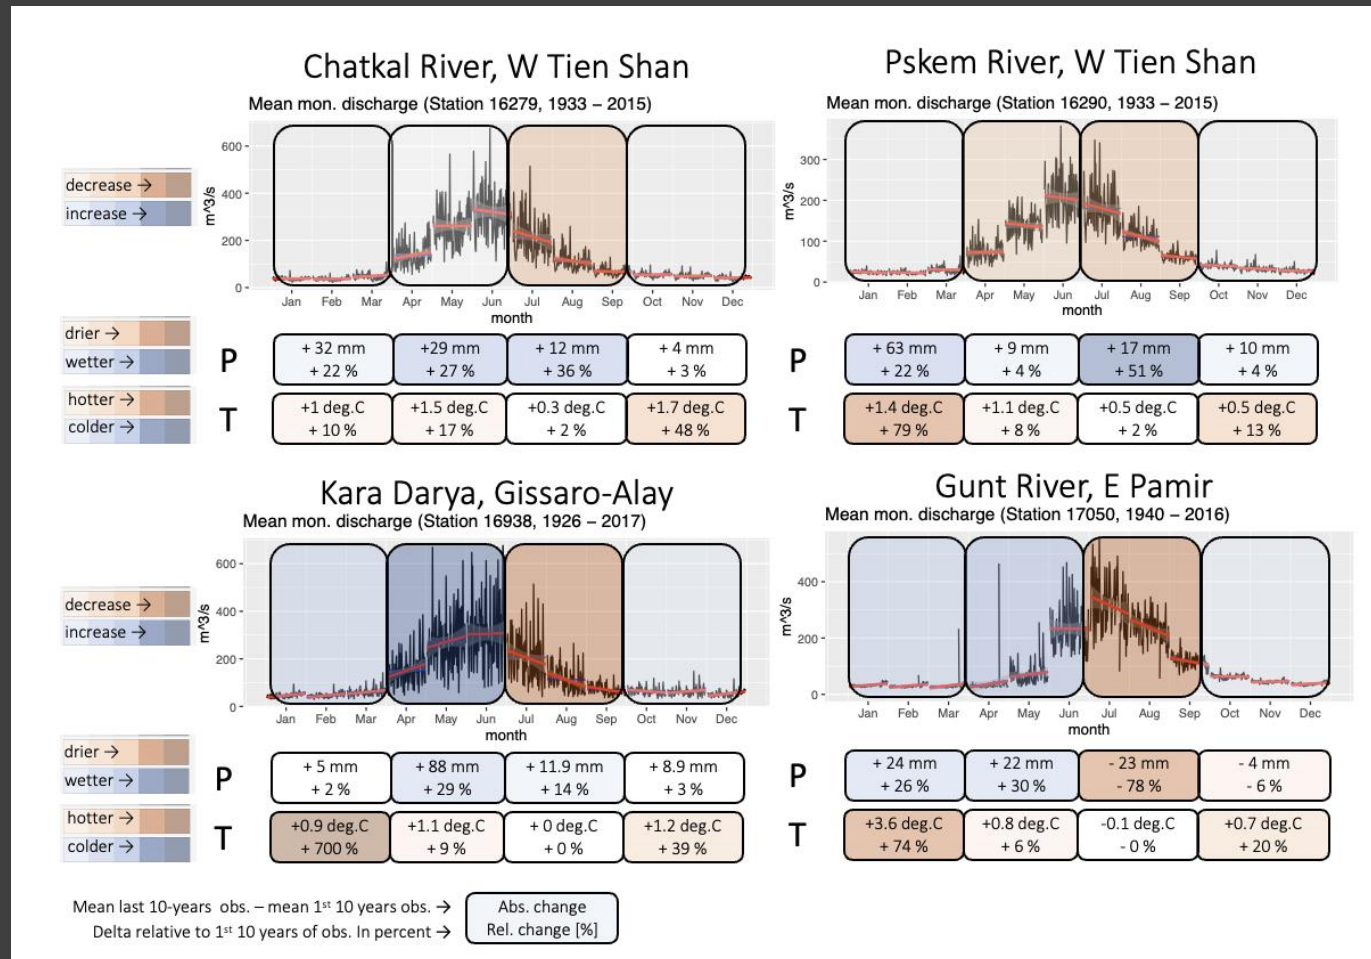 Chatkal River, W Tien Shan
Mean mon. discharge (Station 16279, 1933 – 2015)
m^3/s
600
400
200
0
Jan Feb Mar Apr May Jun Jul Aug Sep Oct Nov Dec
month
Pskem River, W Tien Shan
Mean mon. discharge (Station 16290, 1933 – 2015)
m^3/s
300
200
100
0
Jan Feb Mar Apr May Jun Jul Aug Sep Oct Nov Dec
month
decrease →
increase →
drier →
wetter →
hotter →
colder →
P
+ 32 mm +29 mm + 12 mm + 4 mm
+ 22 % + 27 % + 36 % + 3 %
T
+1 deg.C +1.5 deg.C +0.3 deg.C +1.7 deg.C
+ 10 % + 17 % + 2 % + 48 %
P
+ 63 mm + 9 mm + 17 mm + 10 mm
+ 22 % + 4 % + 51 % + 4 %
T
+1.4 deg.C +1.1 deg.C +0.5 deg.C +0.5 deg.C
+ 79 % + 8 % + 2 % + 13 %
Kara Darya, Gissaro-Alay
Mean mon. discharge (Station 16938, 1926 – 2017)
m^3/s
600
400
200
0
Jan Feb Mar Apr May Jun Jul Aug Sep Oct Nov Dec
month
Gunt River, E Pamir
Mean mon. discharge (Station 17050, 1940 – 2016)
m^3/s
400
200
0
Jan Feb Mar Apr May Jun Jul Aug Sep Oct Nov Dec
month
decrease →
increase →
drier →
wetter →
hotter →
colder →
P
+ 5 mm + 88 mm + 11.9 mm + 8.9 mm
+ 2 % + 29 % + 14 % + 3 %
T
+0.9 deg.C +1.1 deg.C + 0 deg.C +1.2 deg.C
+ 700 % + 9 % + 0 % + 39 %
P
+ 24 mm + 22 mm - 23 mm - 4 mm
+ 26 % + 30 % - 78 % - 6 %
T
+3.6 deg.C +0.8 deg.C -0.1 deg.C +0.7 deg.C
+ 74 % + 6 % - 0 % + 20 %
Mean last 10-years obs. – mean 1st 10 years obs. → Abs. change
Delta relative to 1st 10 years of obs. In percent → Rel. change [%]